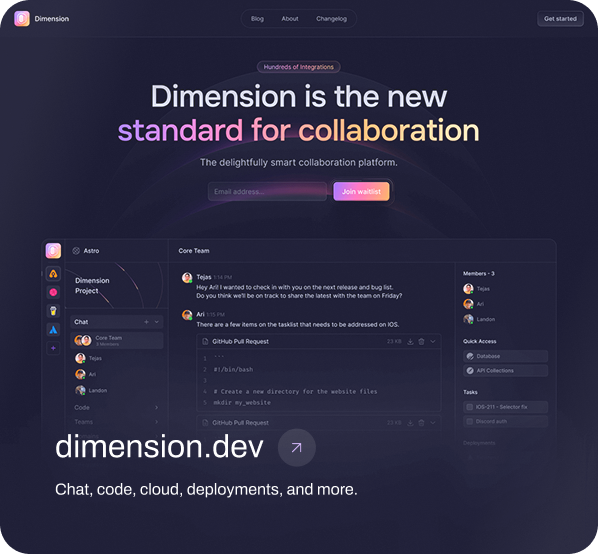 Dimension
Blog About Changelog
Get started
Hundreds of Integrations
Dimension is the new
standard for collaboration
The delightfully smart collaboration platform.
Email address...
Join waitlist
Astro
Core Team
Dimension
Project
Chat
Core Team
3 Members
Tejas
Ari
Landon
Code
Teams
Tejas 1:14 PM
Hey Ari! I wanted to check in with you on the next release and bug list.
Do you think we'll be on track to share the latest with the team on Friday?
Ari 1:15 PM
There are a few items on the tasklist that needs to be addressed on IOS.
GitHub Pull Request 23 KB
1 ```
2 #!/bin/bash
3
4 # Create a new directory for the website files
5 mkdir my_website
GitHub Pull Request 23 KB
Members - 3
Tejas
Ari
Landon
Quick Access
Database
API Collections
Tasks
IOS-211 - Selector fix
Discord auth
Deployments
dimension.dev
Chat, code, cloud, deployments, and more.